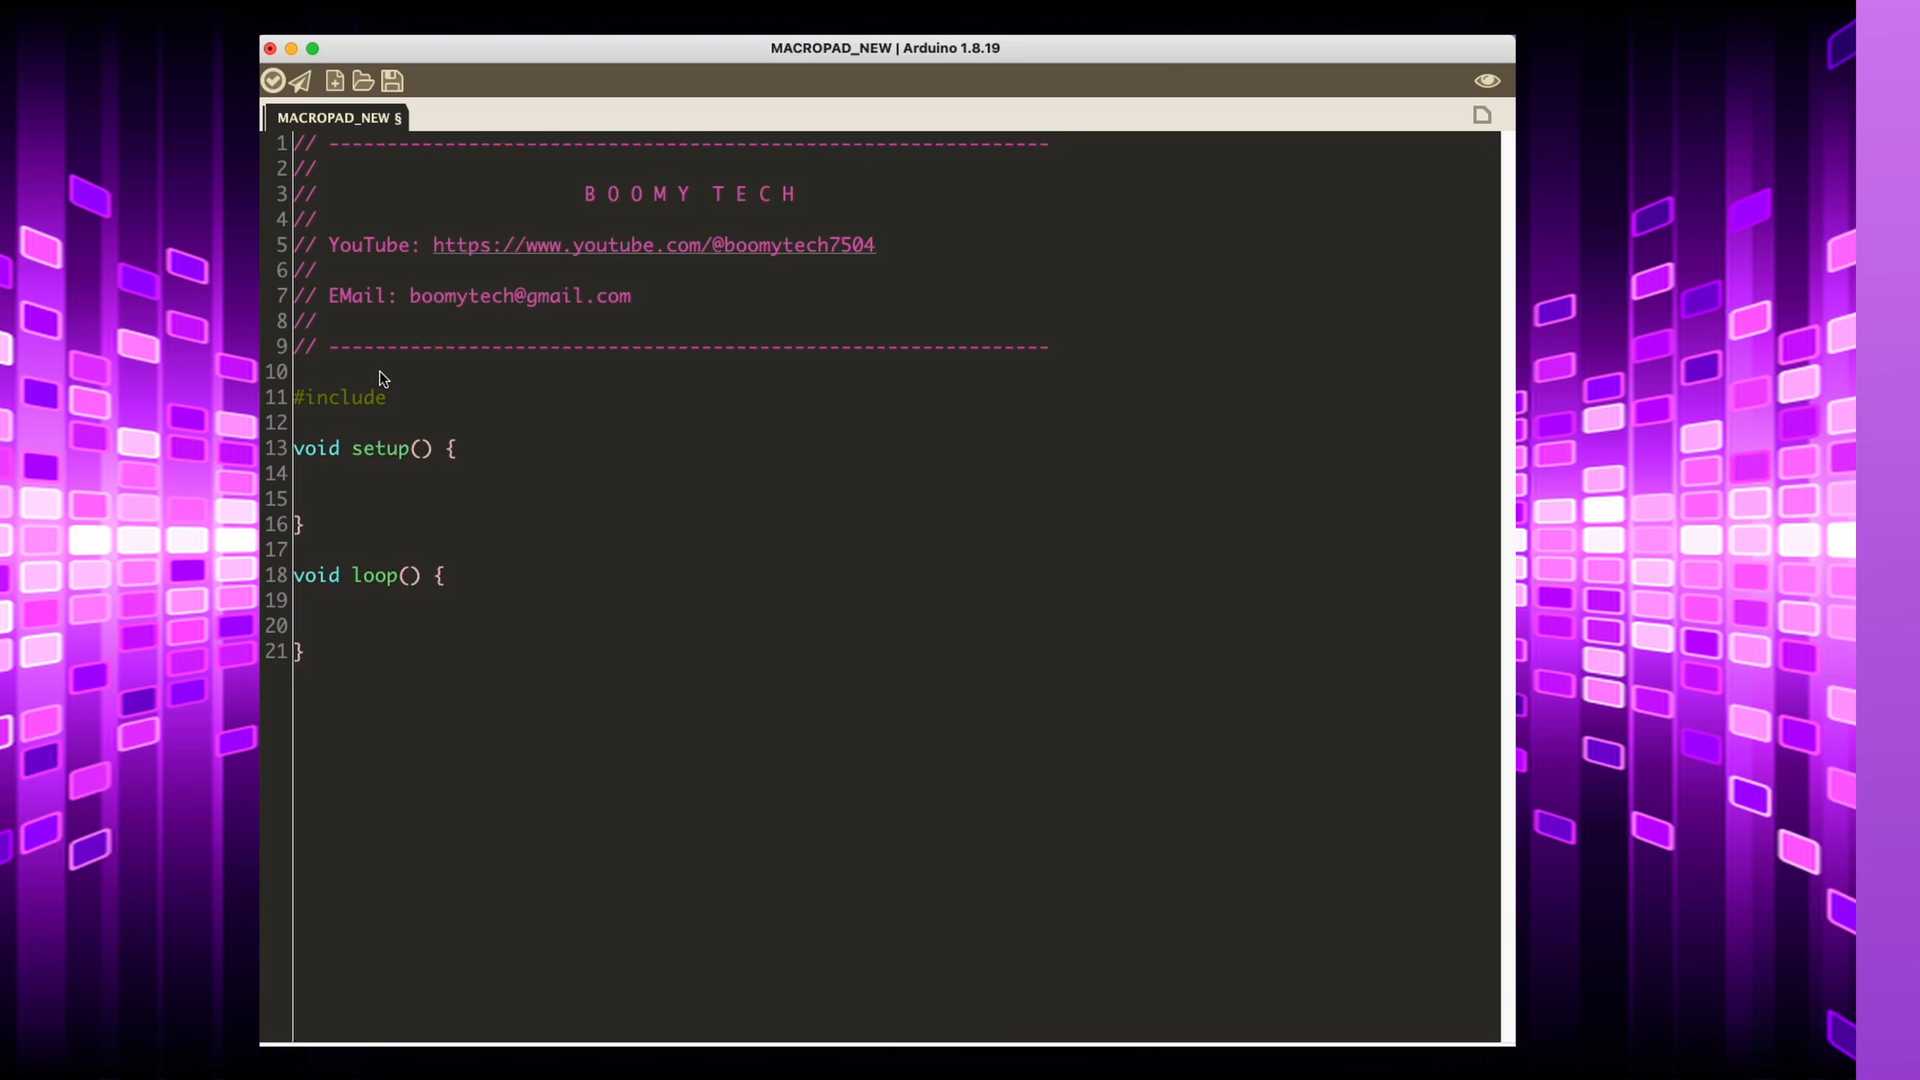 MACROPAD_NEW | Arduino 1.8.19
MACROPAD_NEW §
1 // --------------------------------------------------------------
2 //
3 // B O O M Y  T E C H
4 //
5 // YouTube: https://www.youtube.com/@boomytech7504
6 //
7 // EMail: boomytech@gmail.com
8 //
9 // --------------------------------------------------------------
10
11 #include
12
13 void setup() {
14
15
16 }
17
18 void loop() {
19
20
21 }